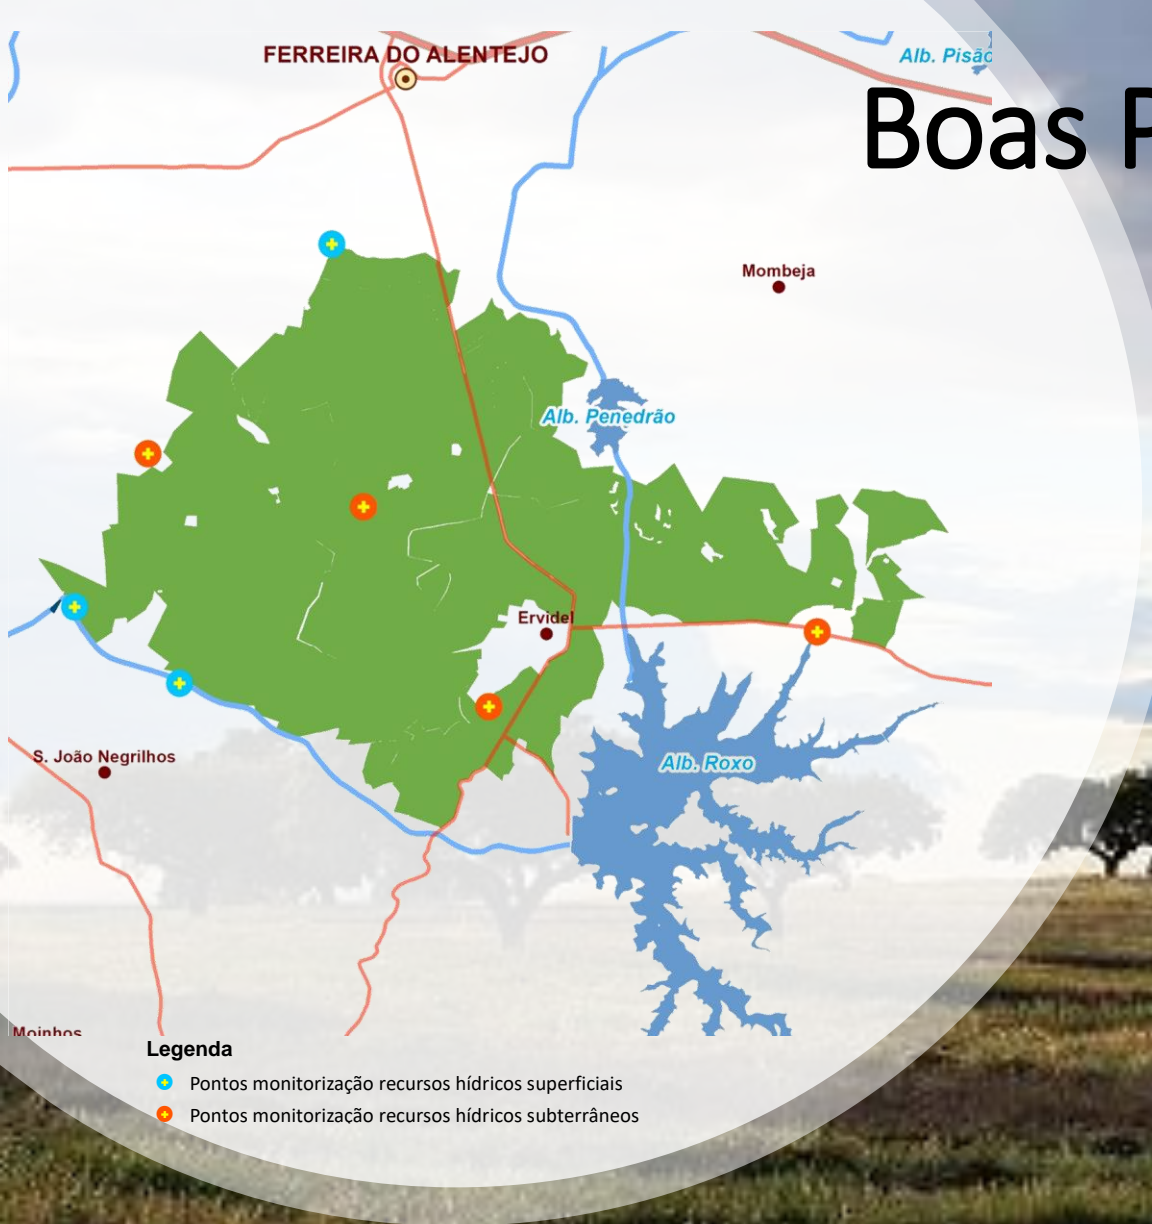 FERREIRA DO ALENTEJO
Alb. Pisão
Boas P
Mombeja
Alb. Penedrão
Ervidel
S. João Negrilhos
Alb. Roxo
Moinhos
Legenda
Pontos monitorização recursos hídricos superficiais
Pontos monitorização recursos hídricos subterrâneos